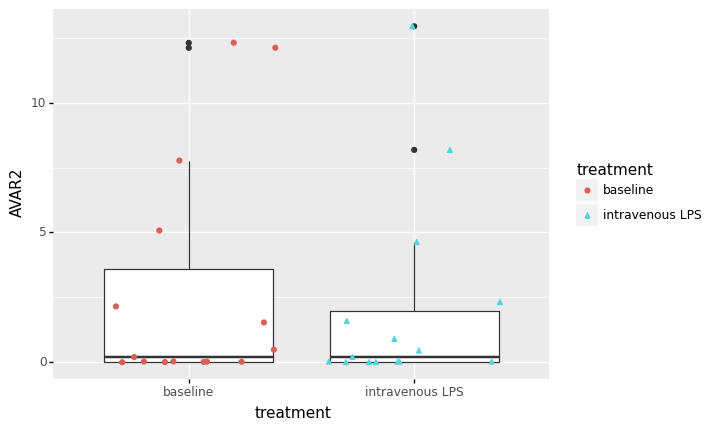 AVAR2
10
5
0
baseline
intravenous LPS
treatment
treatment
baseline
intravenous LPS